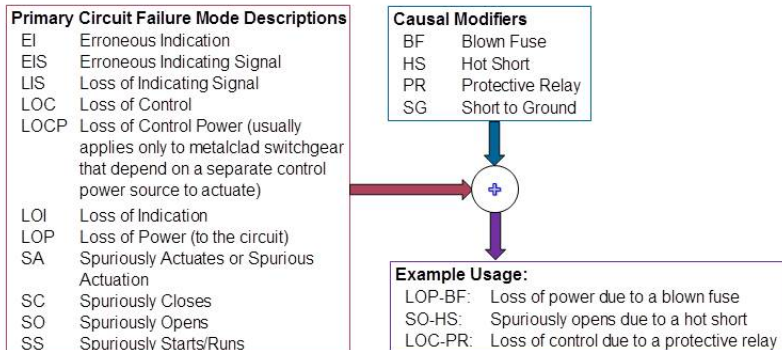 Primary Circuit Failure Mode Descriptions
EI Erroneous Indication
EIS Erroneous Indicating Signal
LIS Loss of Indicating Signal
LOC Loss of Control
LOCP Loss of Control Power (usually
applies only to metalclad switchgear
that depend on a separate control
power source to actuate)
LOI Loss of Indication
LOP Loss of Power (to the circuit)
SA Spuriously Actuates or Spurious
Actuation
SC Spuriously Closes
SO Spuriously Opens
SS Spuriously Starts/Runs
Causal Modifiers
BF Blown Fuse
HS Hot Short
PR Protective Relay
SG Short to Ground
Example Usage:
LOP-BF: Loss of power due to a blown fuse
SO-HS: Spuriously opens due to a hot short
LOC-PR: Loss of control due to a protective relay